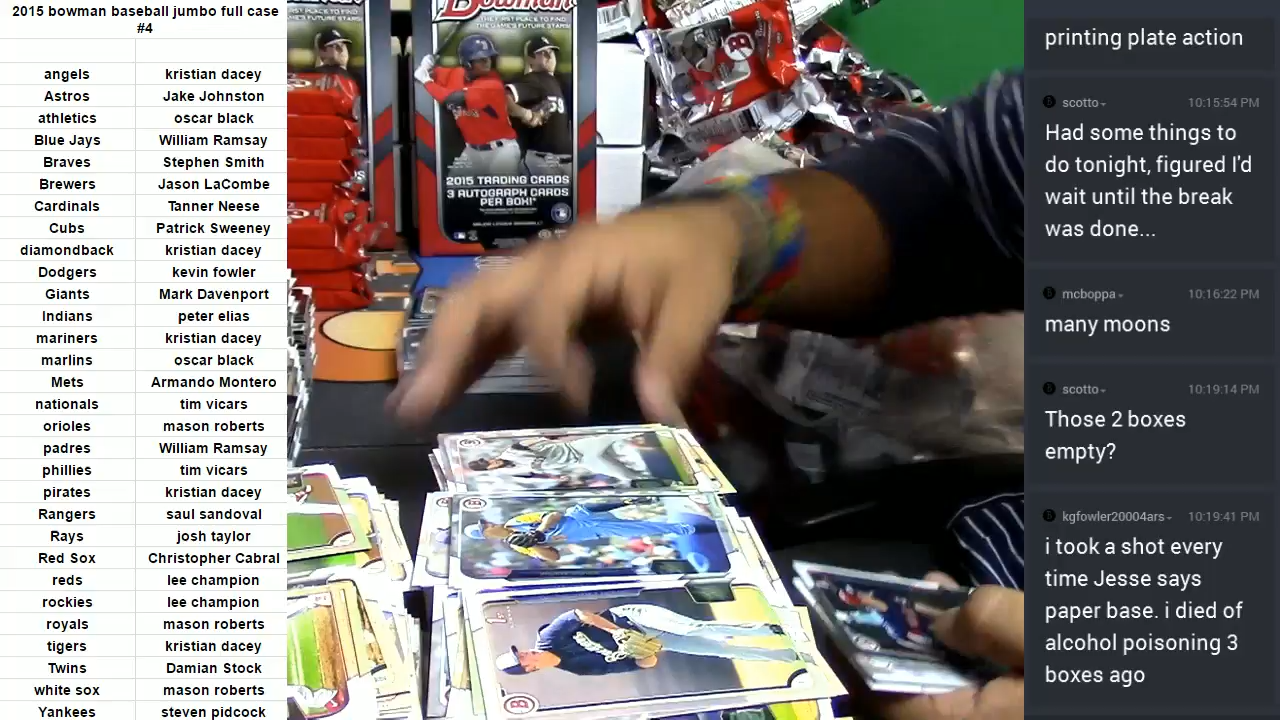 2015 bowman baseball jumbo full case
#4
angels kristian dacey
Astros Jake Johnston
athletics oscar black
Blue Jays William Ramsay
Braves Stephen Smith
Brewers Jason LaCombe
Cardinals Tanner Neese
Cubs Patrick Sweeney
diamondback kristian dacey
Dodgers kevin fowler
Giants Mark Davenport
Indians peter elias
mariners kristian dacey
marlins oscar black
Mets Armando Montero
nationals tim vicars
orioles mason roberts
padres William Ramsay
phillies tim vicars
pirates kristian dacey
Rangers saul sandoval
Rays josh taylor
Red Sox Christopher Cabral
reds lee champion
rockies lee champion
royals mason roberts
tigers kristian dacey
Twins Damian Stock
white sox mason roberts
Yankees steven pidcock
Bowman
2015 TRADING CARDS
3 AUTOGRAPH CARDS
PER BOX!*
59
printing plate action
scotto 10:15:54 PM
Had some things to
do tonight, figured I'd
wait until the break
was done...
mcboppa 10:16:22 PM
many moons
scotto 10:19:14 PM
Those 2 boxes
empty?
kgfowler20004ars 10:19:41 PM
i took a shot every
time Jesse says
paper base. i died of
alcohol poisoning 3
boxes ago